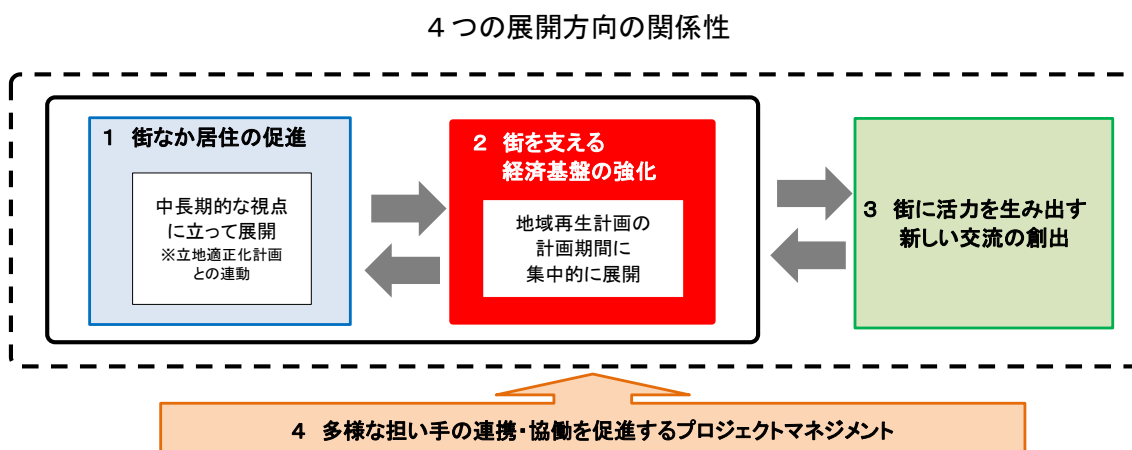 ４つの展開方向の関係性
１ 街なか居住の促進
中長期的な視点
に立って展開
※立地適正化計画
との連動
２ 街を支える
経済基盤の強化
地域再生計画の
計画期間に
集中的に展開
３ 街に活力を生み出す
新しい交流の創出
４ 多様な担い手の連携・協働を促進するプロジェクトマネジメント